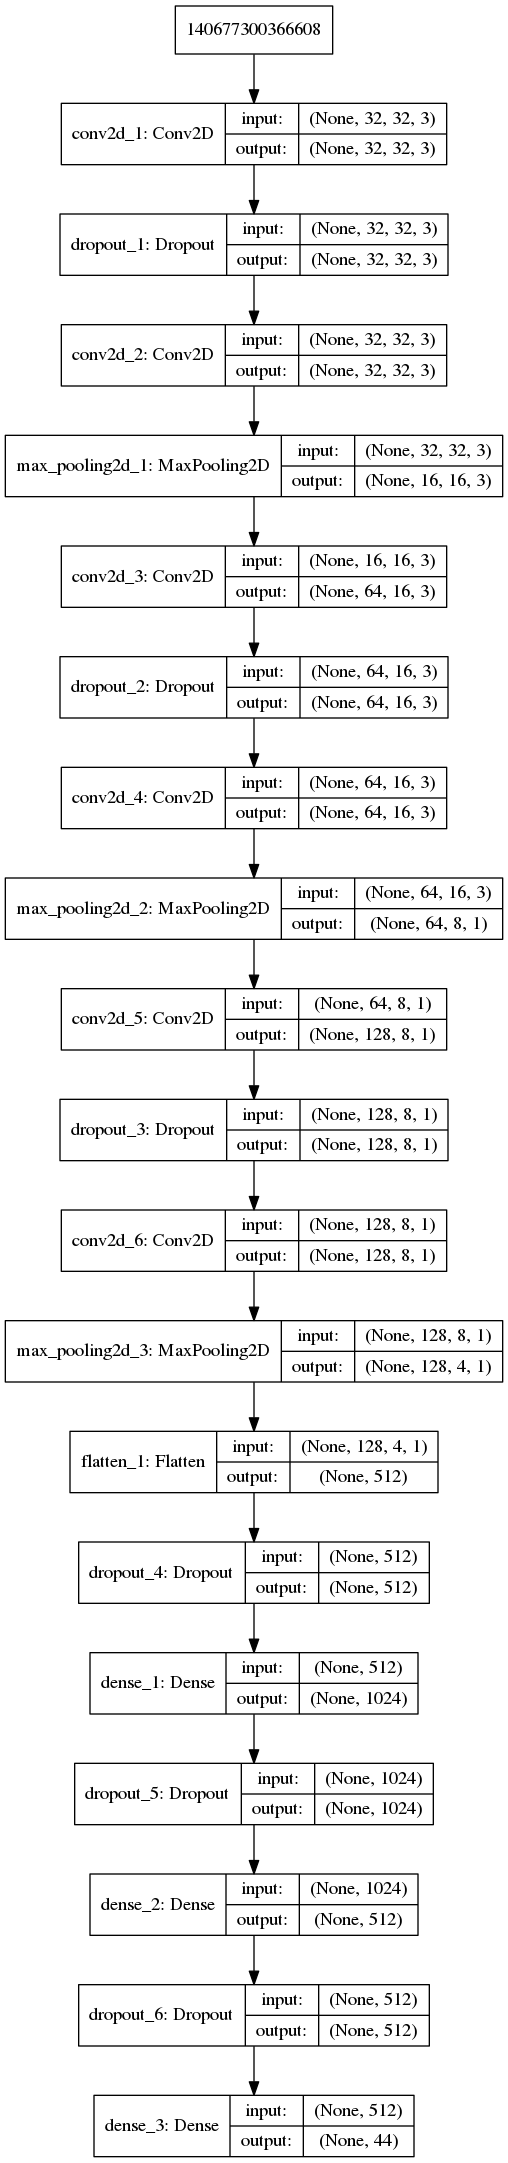 140677300366608
conv2d_1: Conv2D
input: (None, 32, 32, 3)
output: (None, 32, 32, 3)
dropout_1: Dropout
input: (None, 32, 32, 3)
output: (None, 32, 32, 3)
conv2d_2: Conv2D
input: (None, 32, 32, 3)
output: (None, 32, 32, 3)
max_pooling2d_1: MaxPooling2D
input: (None, 32, 32, 3)
output: (None, 16, 16, 3)
conv2d_3: Conv2D
input: (None, 16, 16, 3)
output: (None, 64, 16, 3)
dropout_2: Dropout
input: (None, 64, 16, 3)
output: (None, 64, 16, 3)
conv2d_4: Conv2D
input: (None, 64, 16, 3)
output: (None, 64, 16, 3)
max_pooling2d_2: MaxPooling2D
input: (None, 64, 16, 3)
output: (None, 64, 8, 1)
conv2d_5: Conv2D
input: (None, 64, 8, 1)
output: (None, 128, 8, 1)
dropout_3: Dropout
input: (None, 128, 8, 1)
output: (None, 128, 8, 1)
conv2d_6: Conv2D
input: (None, 128, 8, 1)
output: (None, 128, 8, 1)
max_pooling2d_3: MaxPooling2D
input: (None, 128, 8, 1)
output: (None, 128, 4, 1)
flatten_1: Flatten
input: (None, 128, 4, 1)
output: (None, 512)
dropout_4: Dropout
input: (None, 512)
output: (None, 512)
dense_1: Dense
input: (None, 512)
output: (None, 1024)
dropout_5: Dropout
input: (None, 1024)
output: (None, 1024)
dense_2: Dense
input: (None, 1024)
output: (None, 512)
dropout_6: Dropout
input: (None, 512)
output: (None, 512)
dense_3: Dense
input: (None, 512)
output: (None, 44)